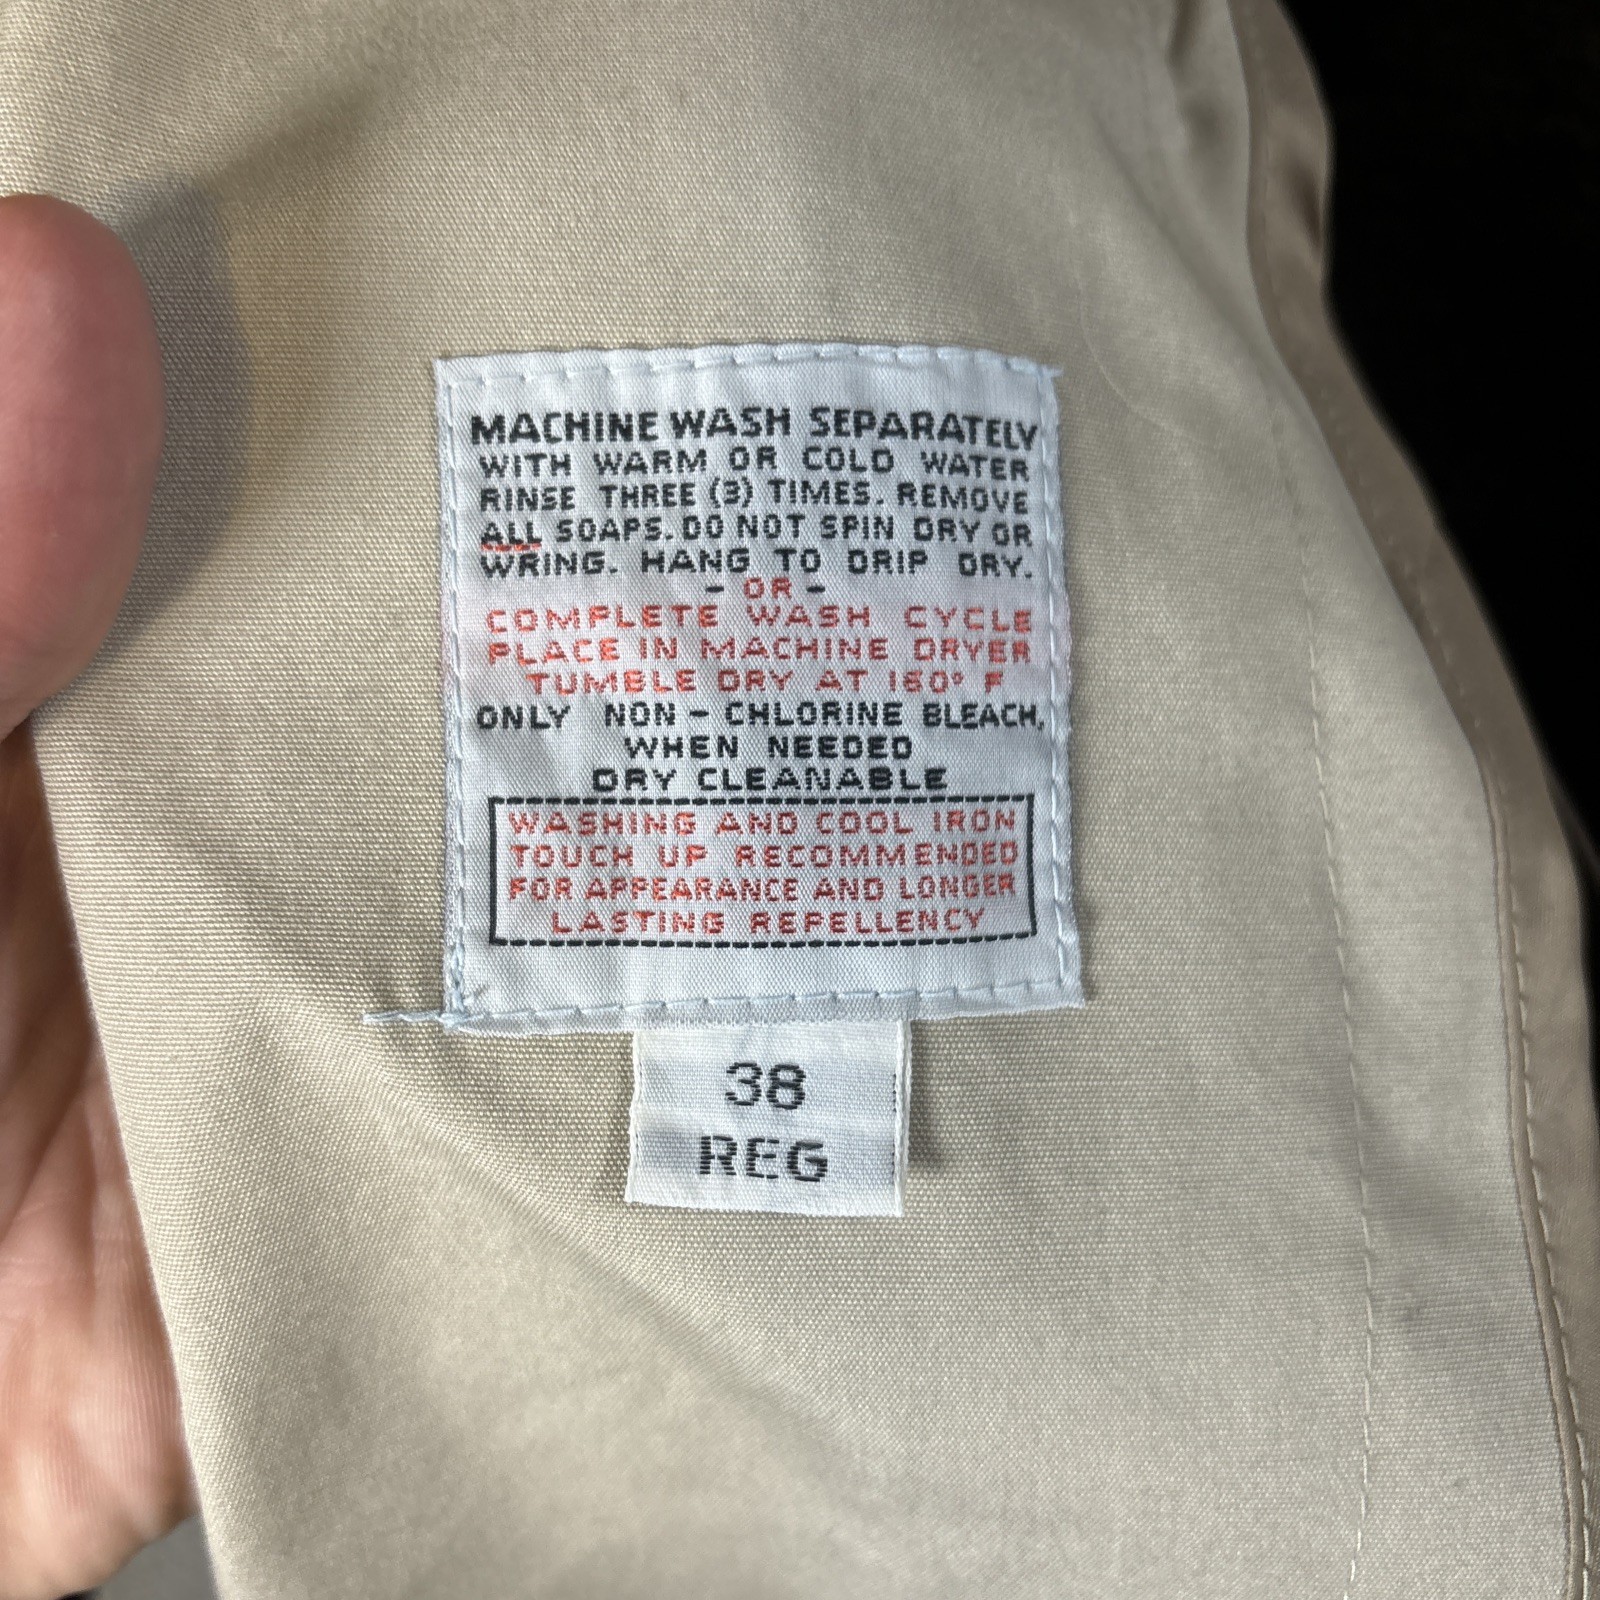 MACHINE WASH SEPARATELY
WITH WARM OR COLD WATER
RINSE THREE (3) TIMES. REMOVE
ALL SOAPS. DO NOT SPIN DRY OR
WRING. HANG TO DRIP DRY.
- OR -
COMPLETE WASH CYCLE
PLACE IN MACHINE DRYER
TUMBLE DRY AT 160° F
ONLY NON - CHLORINE BLEACH,
WHEN NEEDED
DRY CLEANABLE
WASHING AND COOL IRON
TOUCH UP RECOMMENDED
FOR APPEARANCE AND LONGER
LASTING REPELLENCY
38
REG